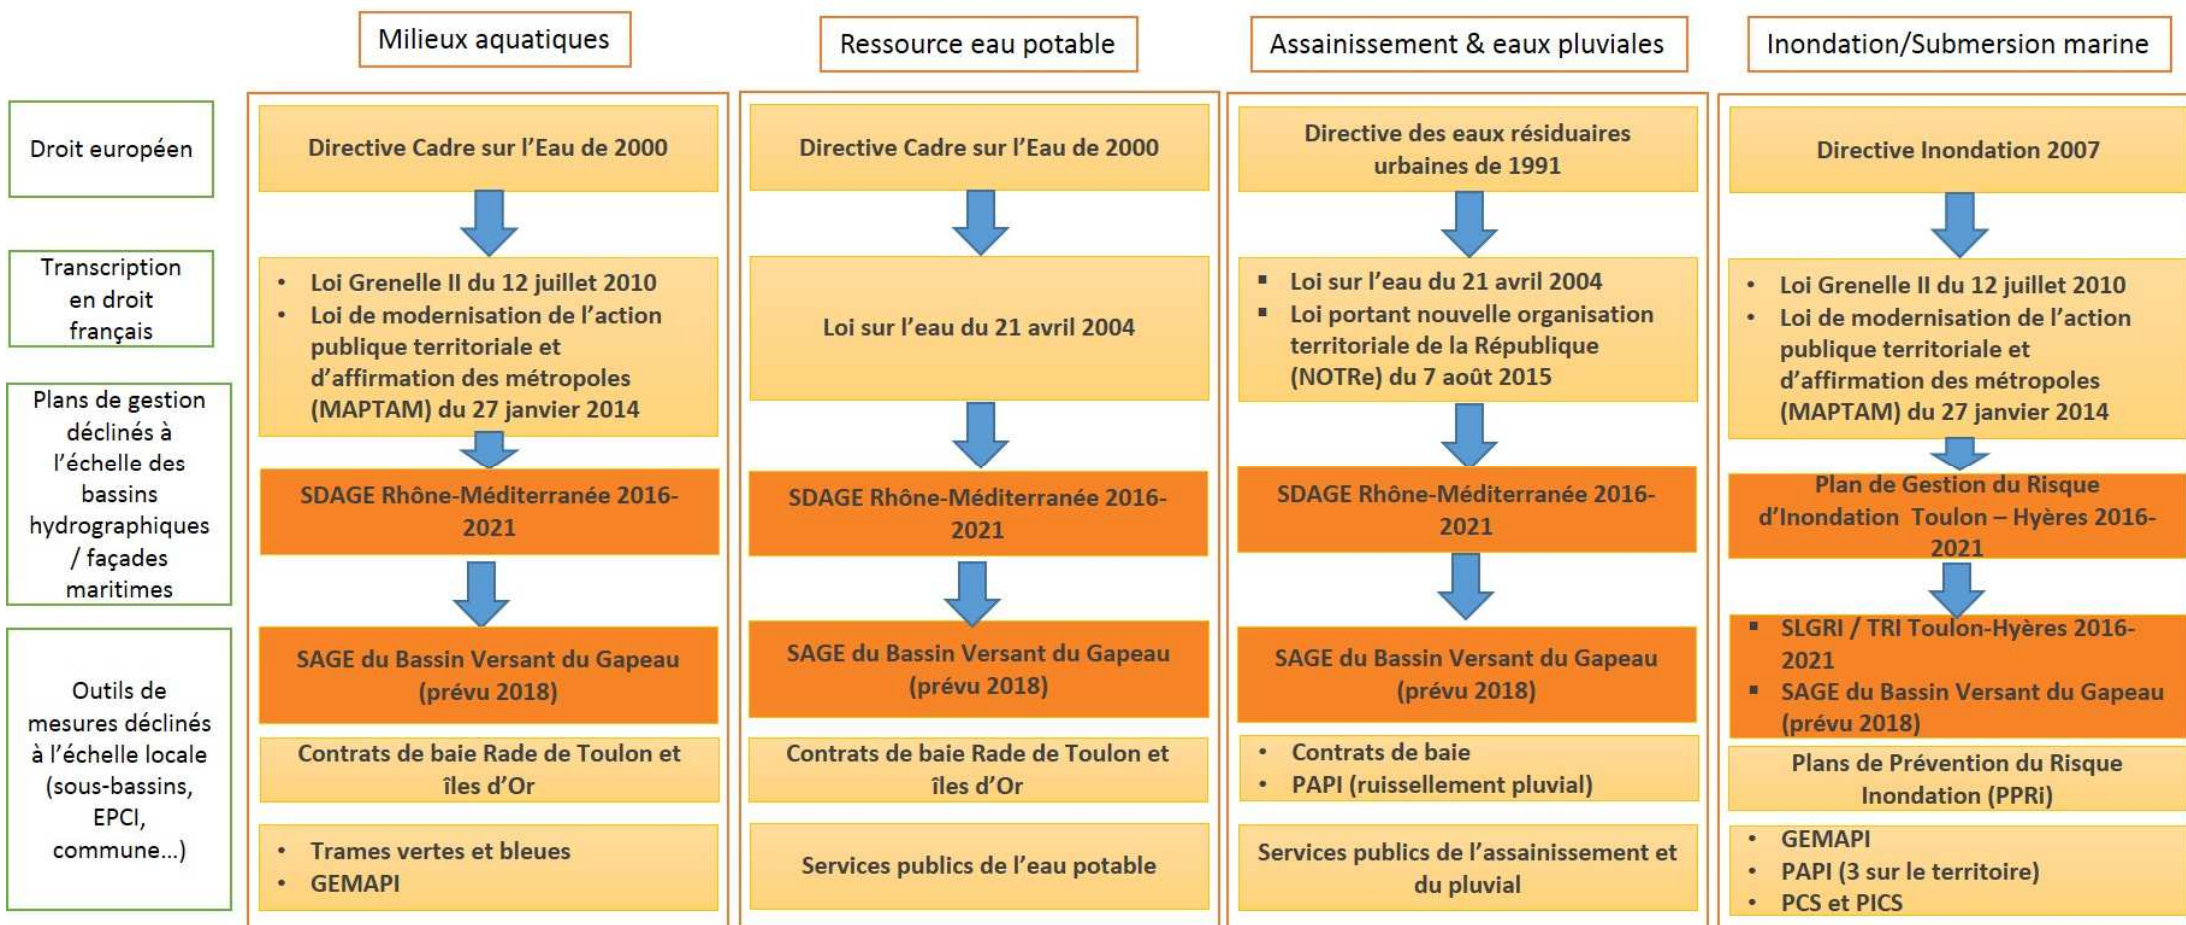 Milieux aquatiques
Ressource eau potable
Assainissement & eaux pluviales
Inondation/Submersion marine
Droit européen
Directive Cadre sur l'Eau de 2000
Directive Cadre sur l'Eau de 2000
Directive des eaux résiduaires
urbaines de 1991
Directive Inondation 2007
Transcription
en droit
français
• Loi Grenelle II du 12 juillet 2010
• Loi de modernisation de l'action
publique territoriale et
d'affirmation des métropoles
(MAPTAM) du 27 janvier 2014
Loi sur l'eau du 21 avril 2004
▪ Loi sur l'eau du 21 avril 2004
▪ Loi portant nouvelle organisation
territoriale de la République
(NOTRe) du 7 août 2015
• Loi Grenelle II du 12 juillet 2010
• Loi de modernisation de l'action
publique territoriale et
d'affirmation des métropoles
(MAPTAM) du 27 janvier 2014
Plans de gestion
déclinés à
l'échelle des
bassins
hydrographiques
/ façades
maritimes
SDAGE Rhône-Méditerranée 2016-
2021
SDAGE Rhône-Méditerranée 2016-
2021
SDAGE Rhône-Méditerranée 2016-
2021
Plan de Gestion du Risque
d'Inondation Toulon – Hyères 2016-
2021
Outils de
mesures déclinés
à l'échelle locale
(sous-bassins,
EPCI,
commune…)
SAGE du Bassin Versant du Gapeau
(prévu 2018)
SAGE du Bassin Versant du Gapeau
(prévu 2018)
SAGE du Bassin Versant du Gapeau
(prévu 2018)
▪ SLGRI / TRI Toulon-Hyères 2016-
2021
▪ SAGE du Bassin Versant du Gapeau
(prévu 2018)
Contrats de baie Rade de Toulon et
îles d'Or
Contrats de baie Rade de Toulon et
îles d'Or
• Contrats de baie
• PAPI (ruissellement pluvial)
Plans de Prévention du Risque
Inondation (PPRi)
• Trames vertes et bleues
• GEMAPI
Services publics de l'eau potable
Services publics de l'assainissement et
du pluvial
• GEMAPI
• PAPI (3 sur le territoire)
• PCS et PICS